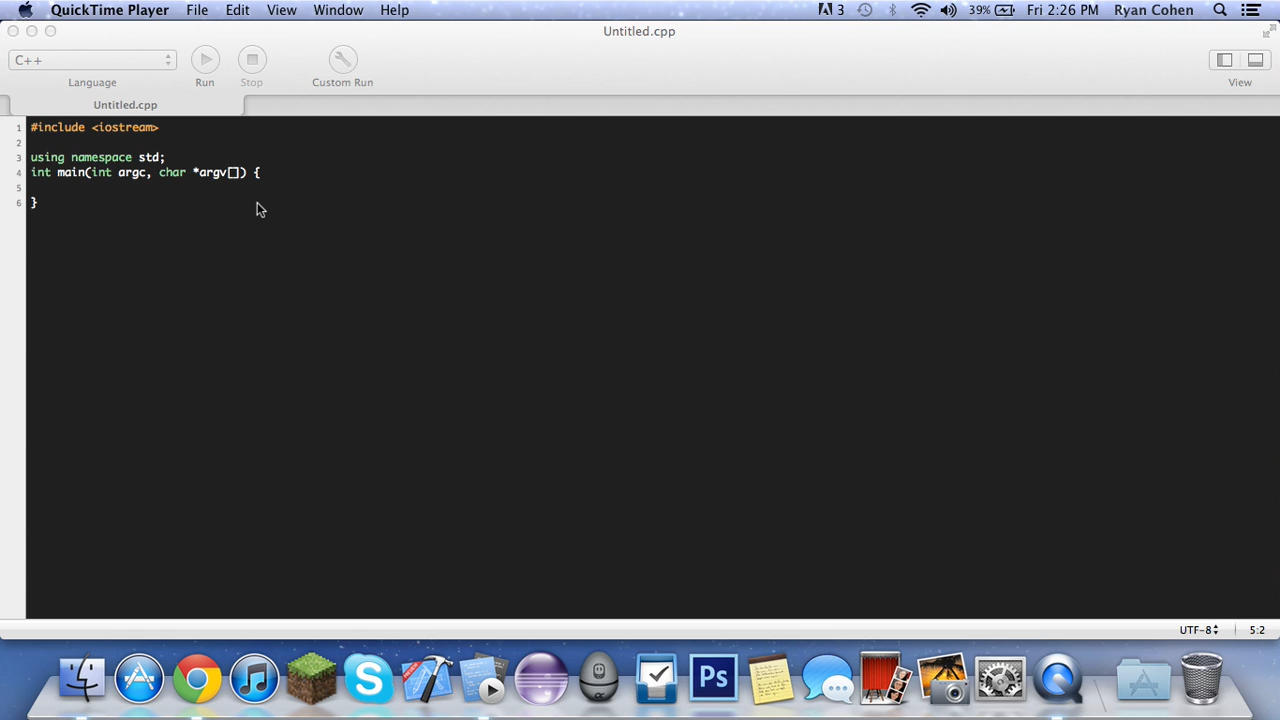 QuickTime Player File Edit View Window Help 3 39% Fri 2:26 PM Ryan Cohen
Untitled.cpp
C++
Language Run Stop Custom Run View
Untitled.cpp
1 #include <iostream>
2
3 using namespace std;
4 int main(int argc, char *argv[]) {
5
6 }
UTF-8 5:2
Ps